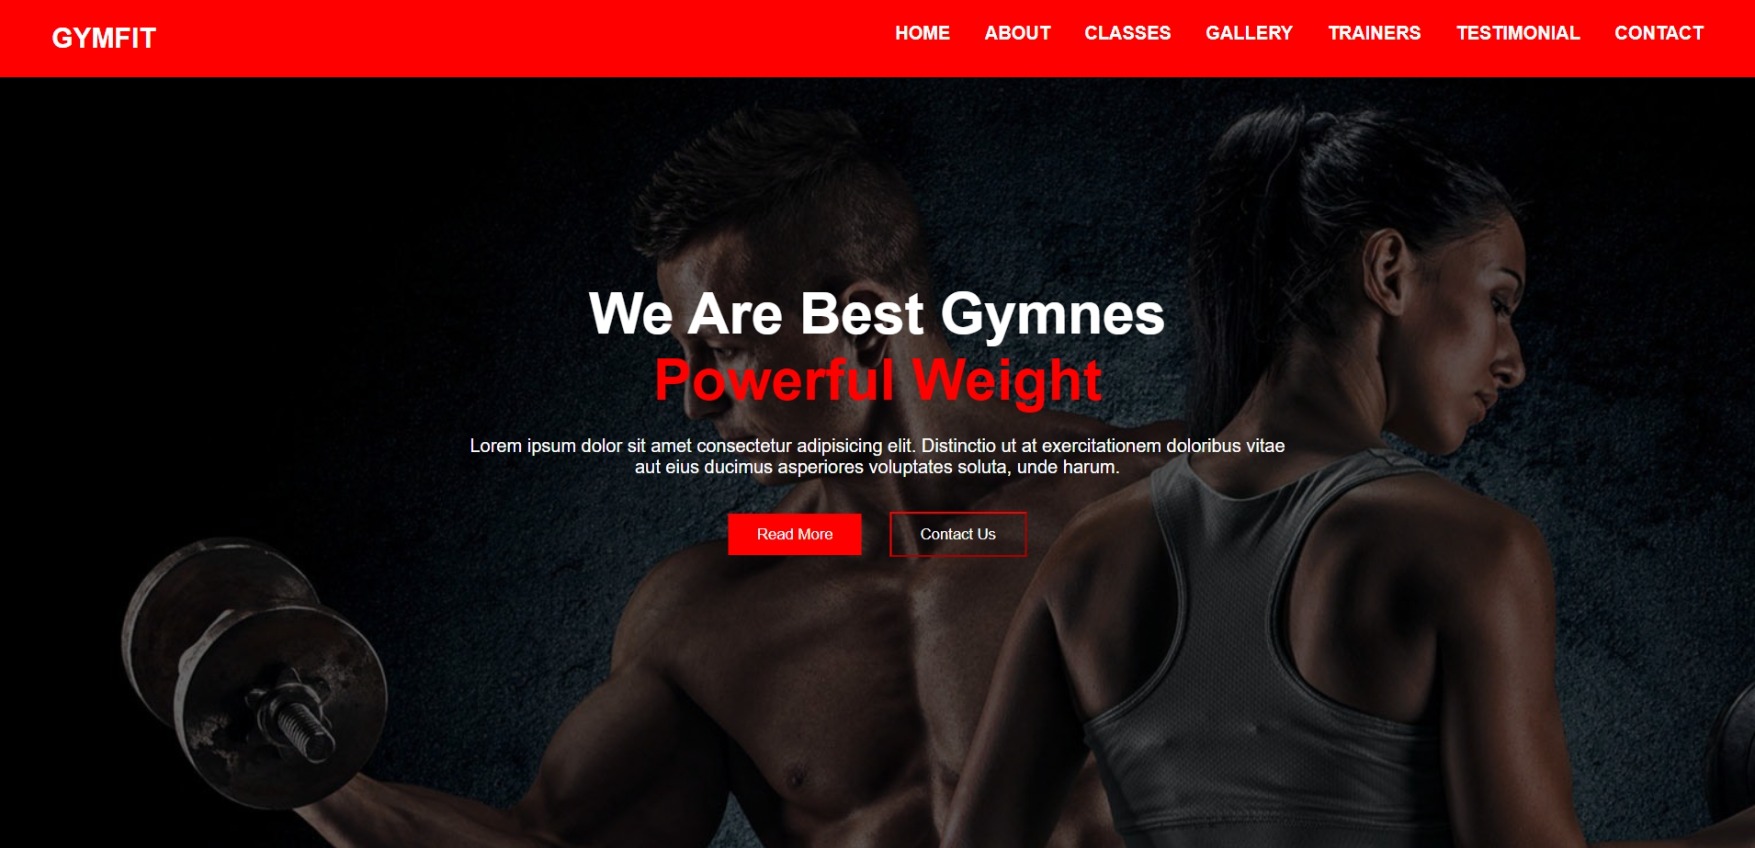 GYMFIT
HOME ABOUT CLASSES GALLERY TRAINERS TESTIMONIAL CONTACT
We Are Best Gymnes
Powerful Weight
Lorem ipsum dolor sit amet consectetur adipisicing elit. Distinctio ut at exercitationem doloribus vitae
aut eius ducimus asperiores voluptates soluta, unde harum.
Read More Contact Us